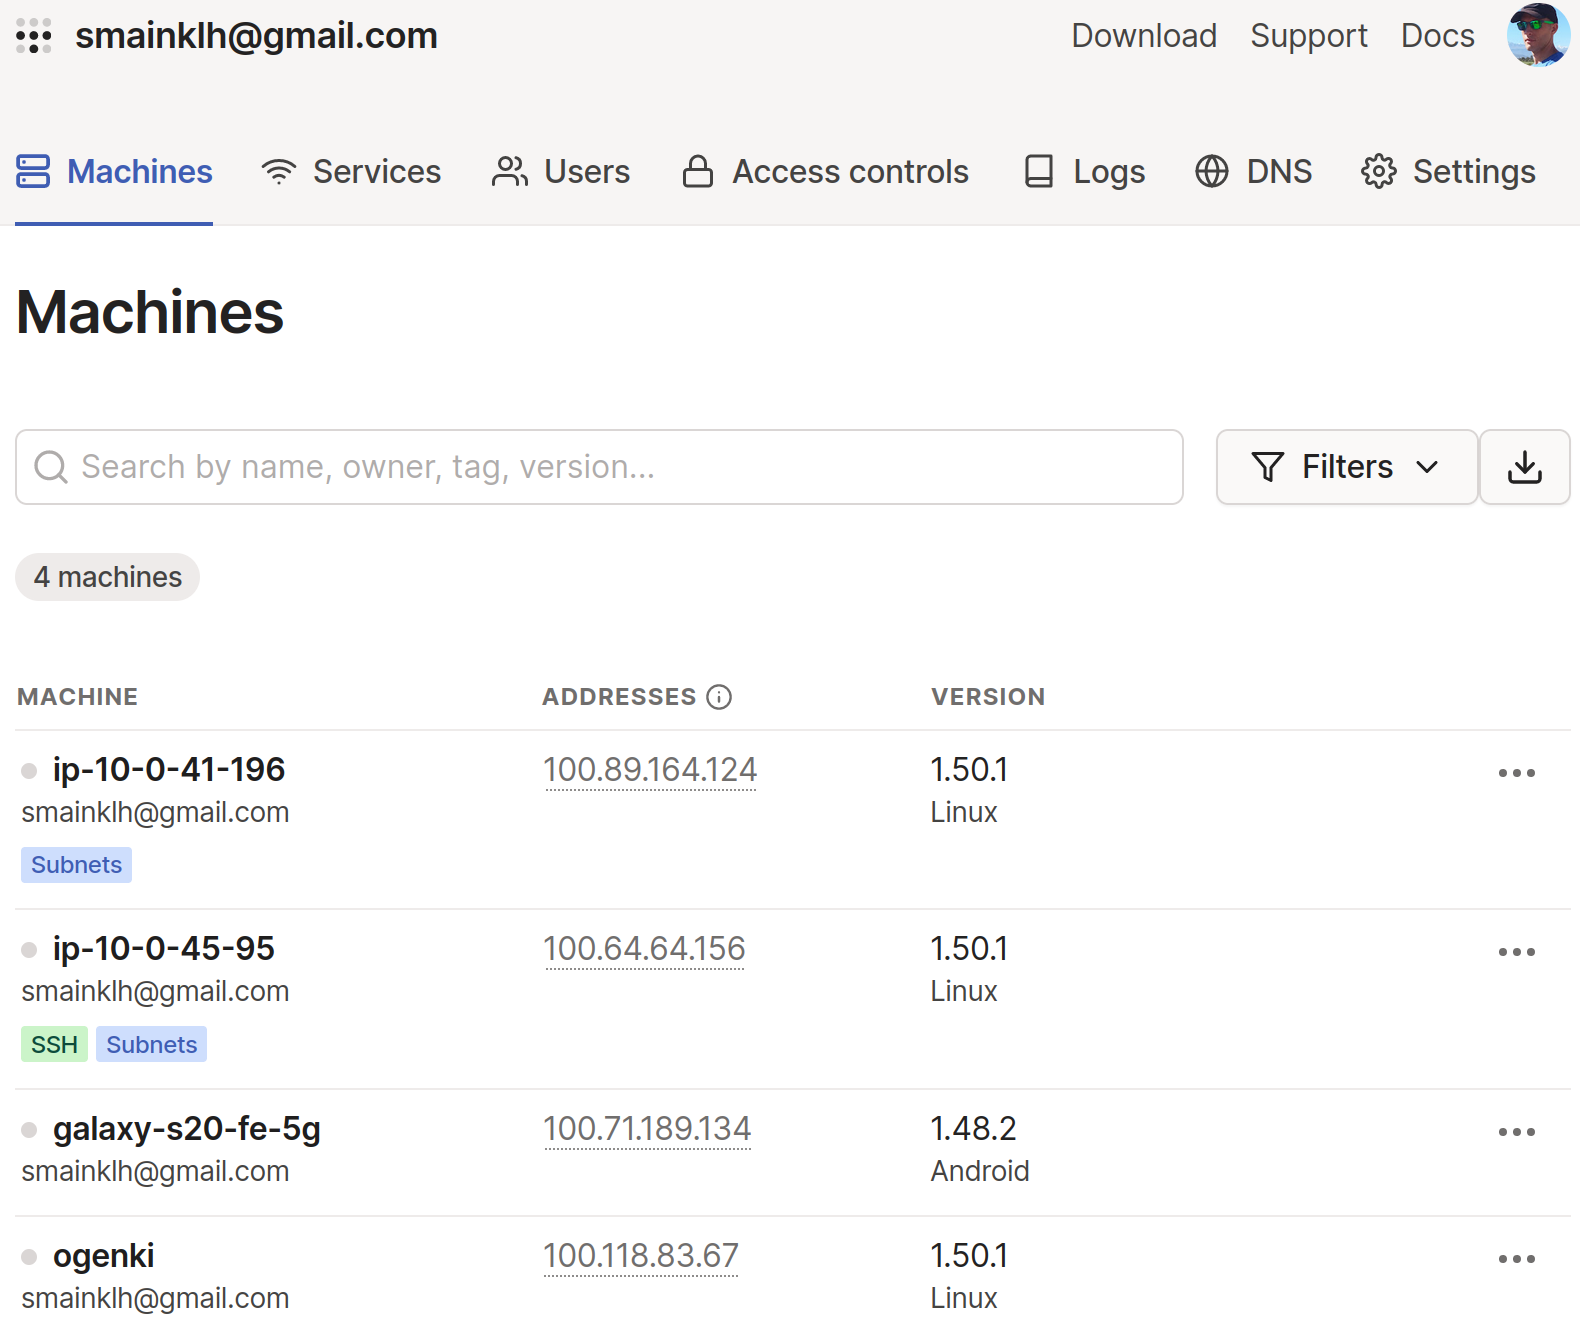 smainklh@gmail.com Download Support Docs
Machines Services Users Access controls Logs DNS Settings
Machines
Search by name, owner, tag, version... Filters
4 machines
MACHINE ADDRESSES VERSION
ip-10-0-41-196 100.89.164.124 1.50.1
smainklh@gmail.com Linux
Subnets
ip-10-0-45-95 100.64.64.156 1.50.1
smainklh@gmail.com Linux
SSH Subnets
galaxy-s20-fe-5g 100.71.189.134 1.48.2
smainklh@gmail.com Android
ogenki 100.118.83.67 1.50.1
smainklh@gmail.com Linux